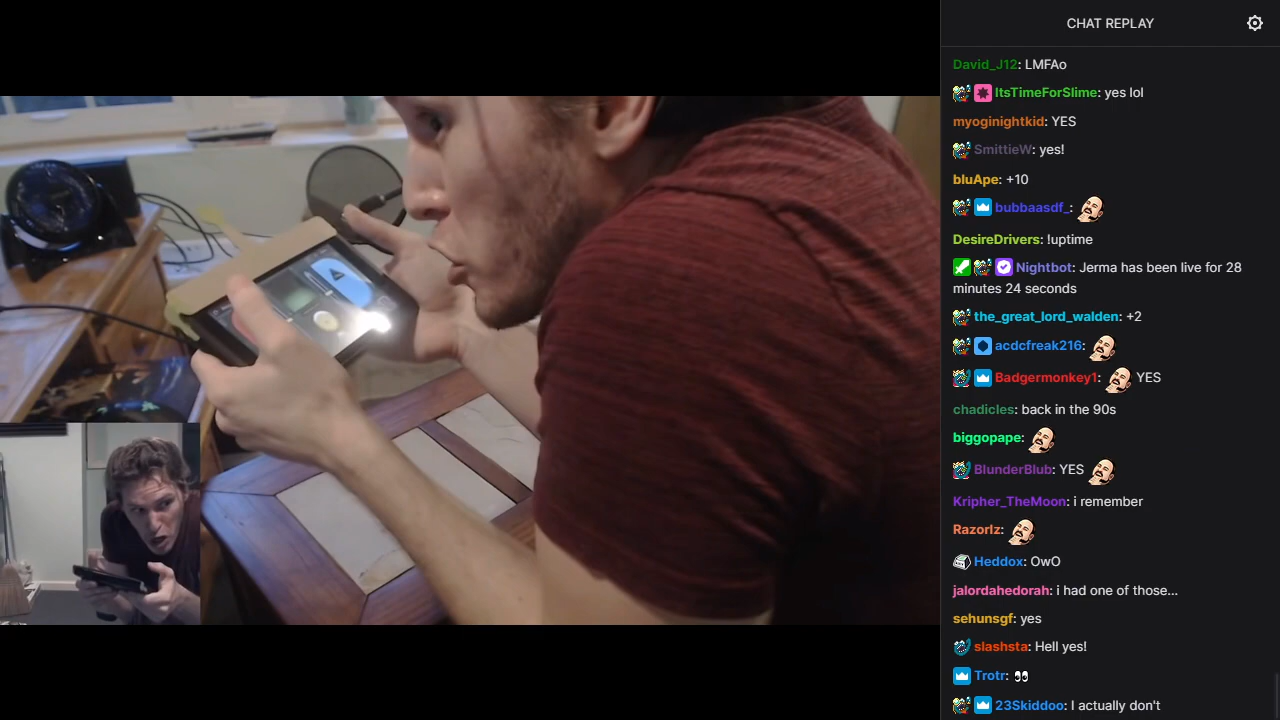 CHAT REPLAY
David_J12: LMFAo
ItsTimeForSlime: yes lol
myoginightkid: YES
SmittieW: yes!
bluApe: +10
bubbaasdf_:
DesireDrivers: !uptime
Nightbot: Jerma has been live for 28
minutes 24 seconds
the_great_lord_walden: +2
acdcfreak216:
Badgermonkey1: YES
chadicles: back in the 90s
biggopape:
BlunderBlub: YES
Kripher_TheMoon: i remember
Razorlz:
Heddox: OwO
jalordahedorah: i had one of those...
sehunsgf: yes
slashsta: Hell yes!
Trotr:
23Skiddoo: I actually don't